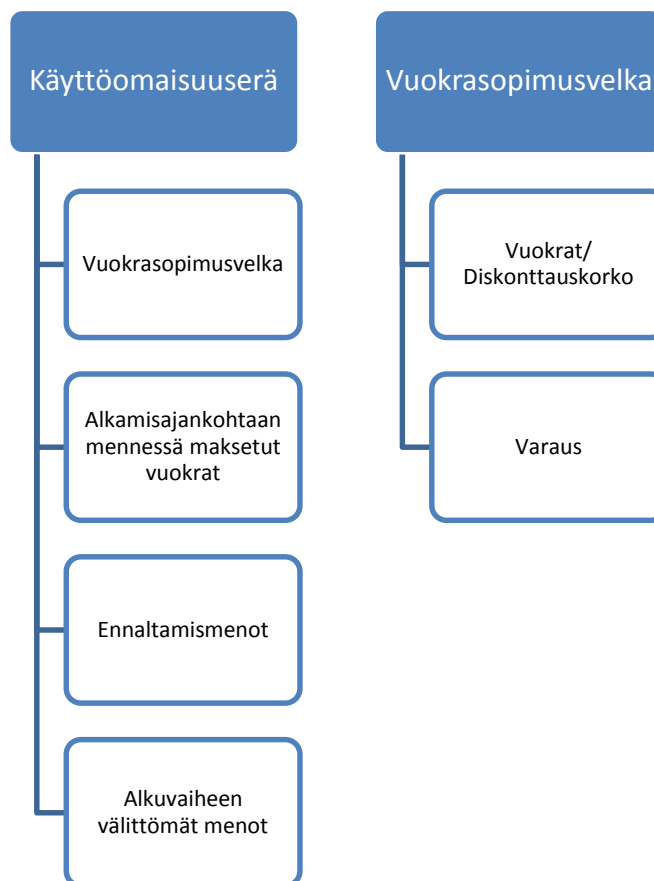 Käyttöomaisuuserä
Vuokrasopimusvelka
Alkamisajankohtaan
mennessä maksetut
vuokrat
Ennaltamismenot
Alkuvaiheen
välittömät menot
Vuokrasopimusvelka
Vuokrat/
Diskonttauskorko
Varaus